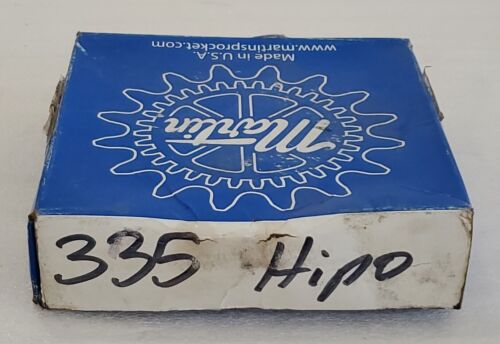 Made in U.S.A.
www.martinsprocket.com
Martin
335 Hipo